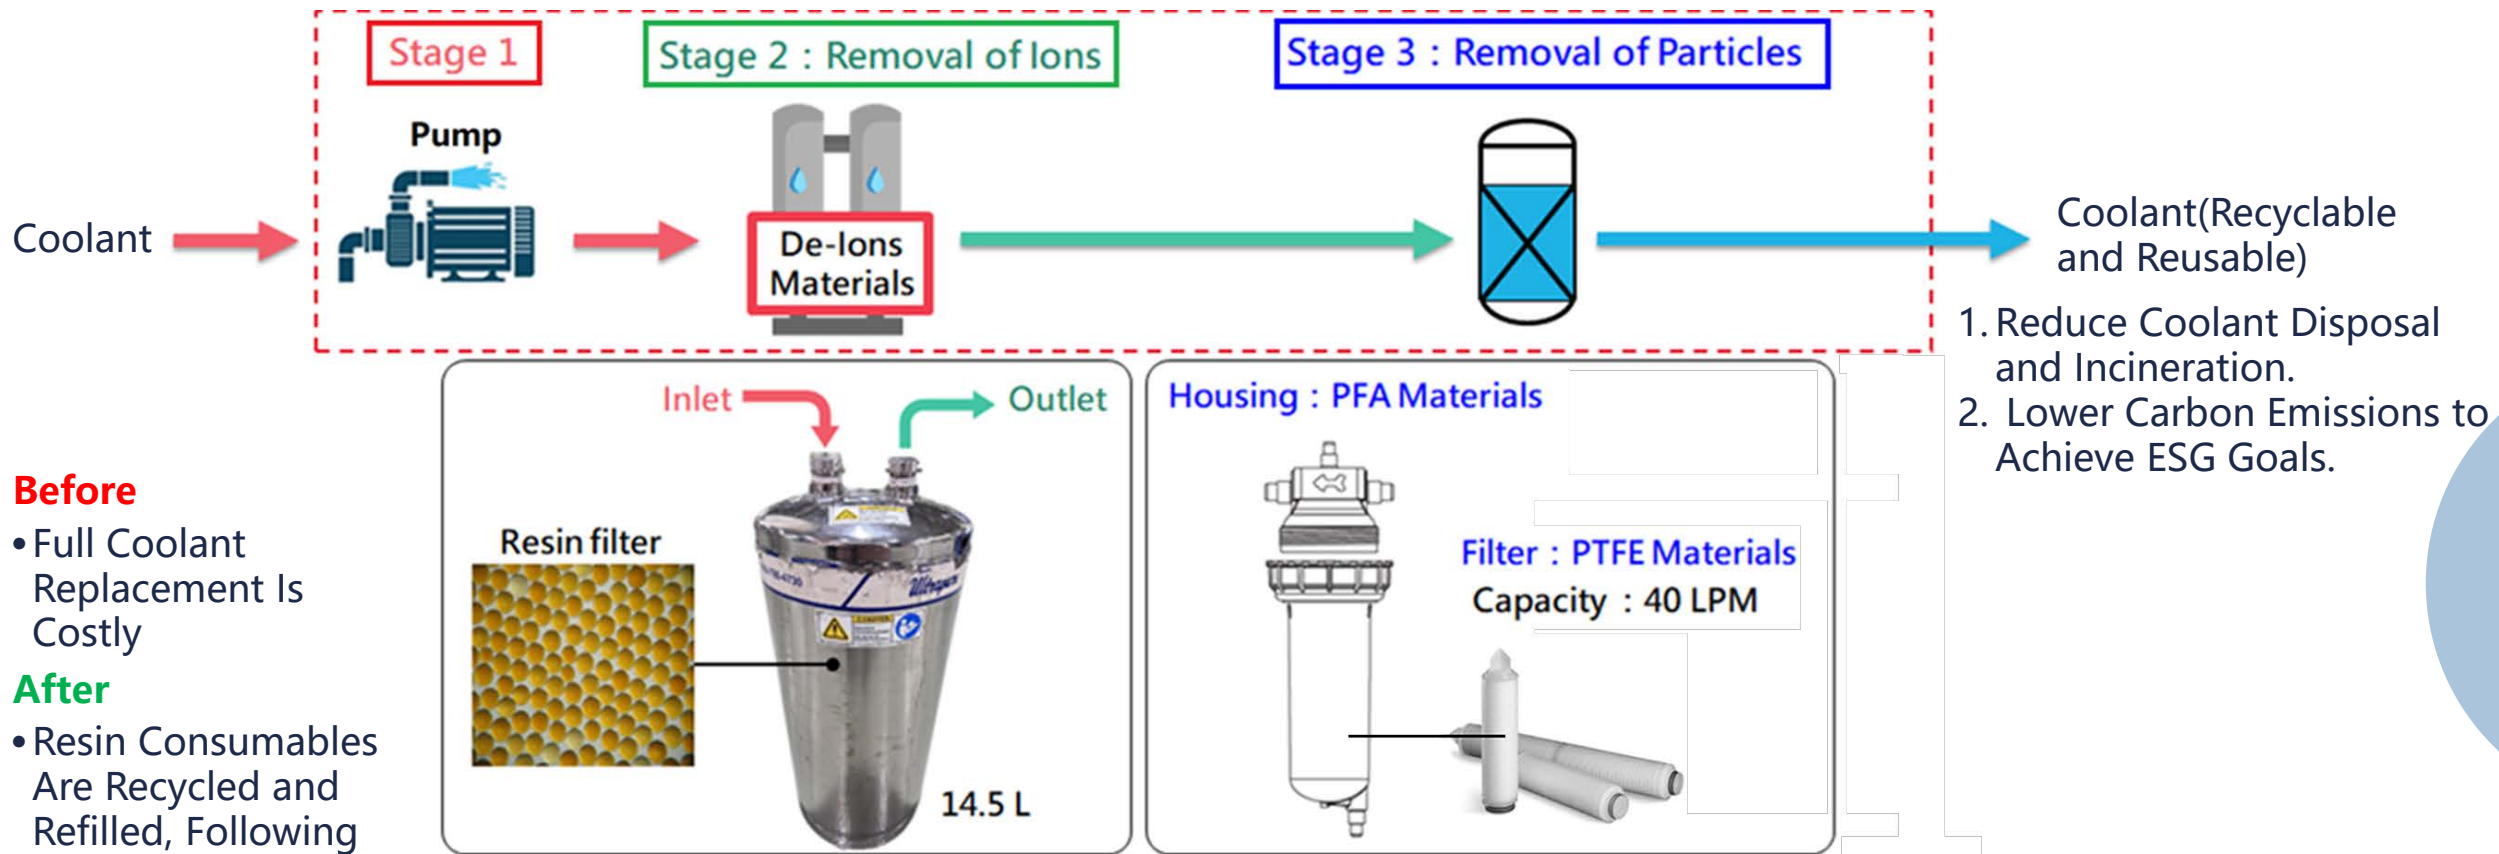 Stage 1
Stage 2：Removal of Ions
Stage 3：Removal of Particles
Pump
Coolant
De-Ions
Materials
Coolant(Recyclable
and Reusable)
1. Reduce Coolant Disposal
and Incineration.
2. Lower Carbon Emissions to
Achieve ESG Goals.
Before
•Full Coolant
Replacement Is
Costly
After
•Resin Consumables
Are Recycled and
Refilled, Following
Inlet
Outlet
Resin filter
14.5 L
Housing：PFA Materials
Filter：PTFE Materials
Capacity：40 LPM